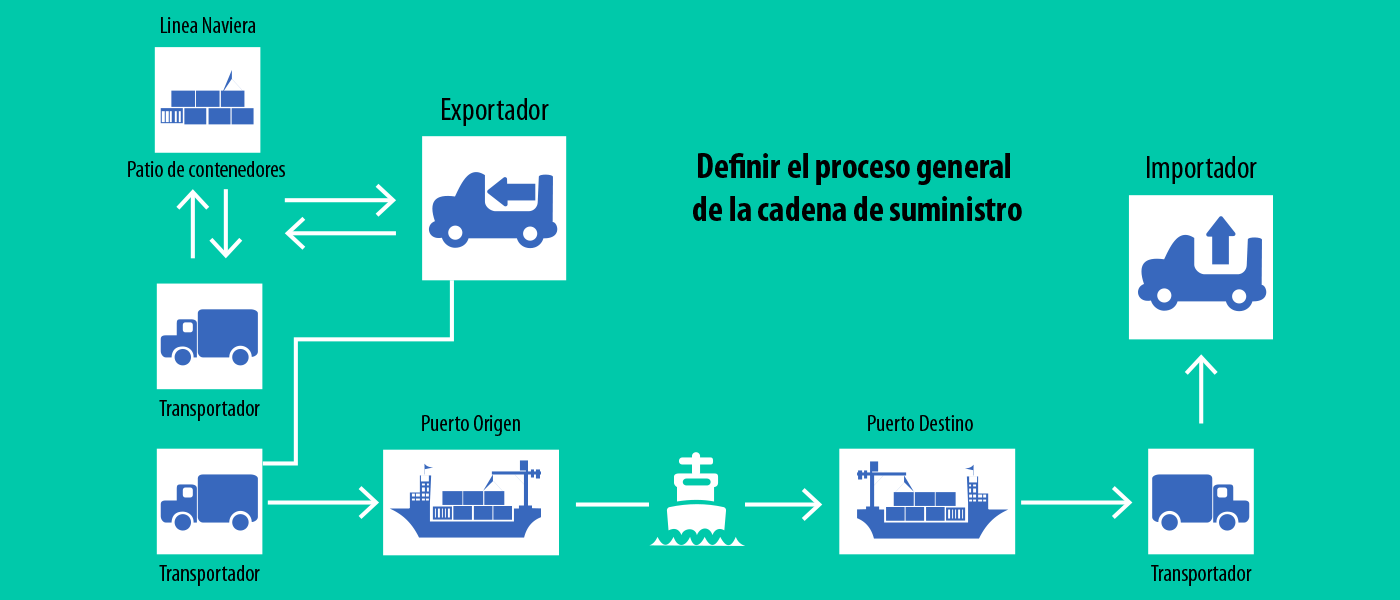 Linea Naviera
Patio de contenedores
Exportador
Definir el proceso general
de la cadena de suministro
Importador
Transportador
Puerto Origen
Puerto Destino
Transportador
Transportador